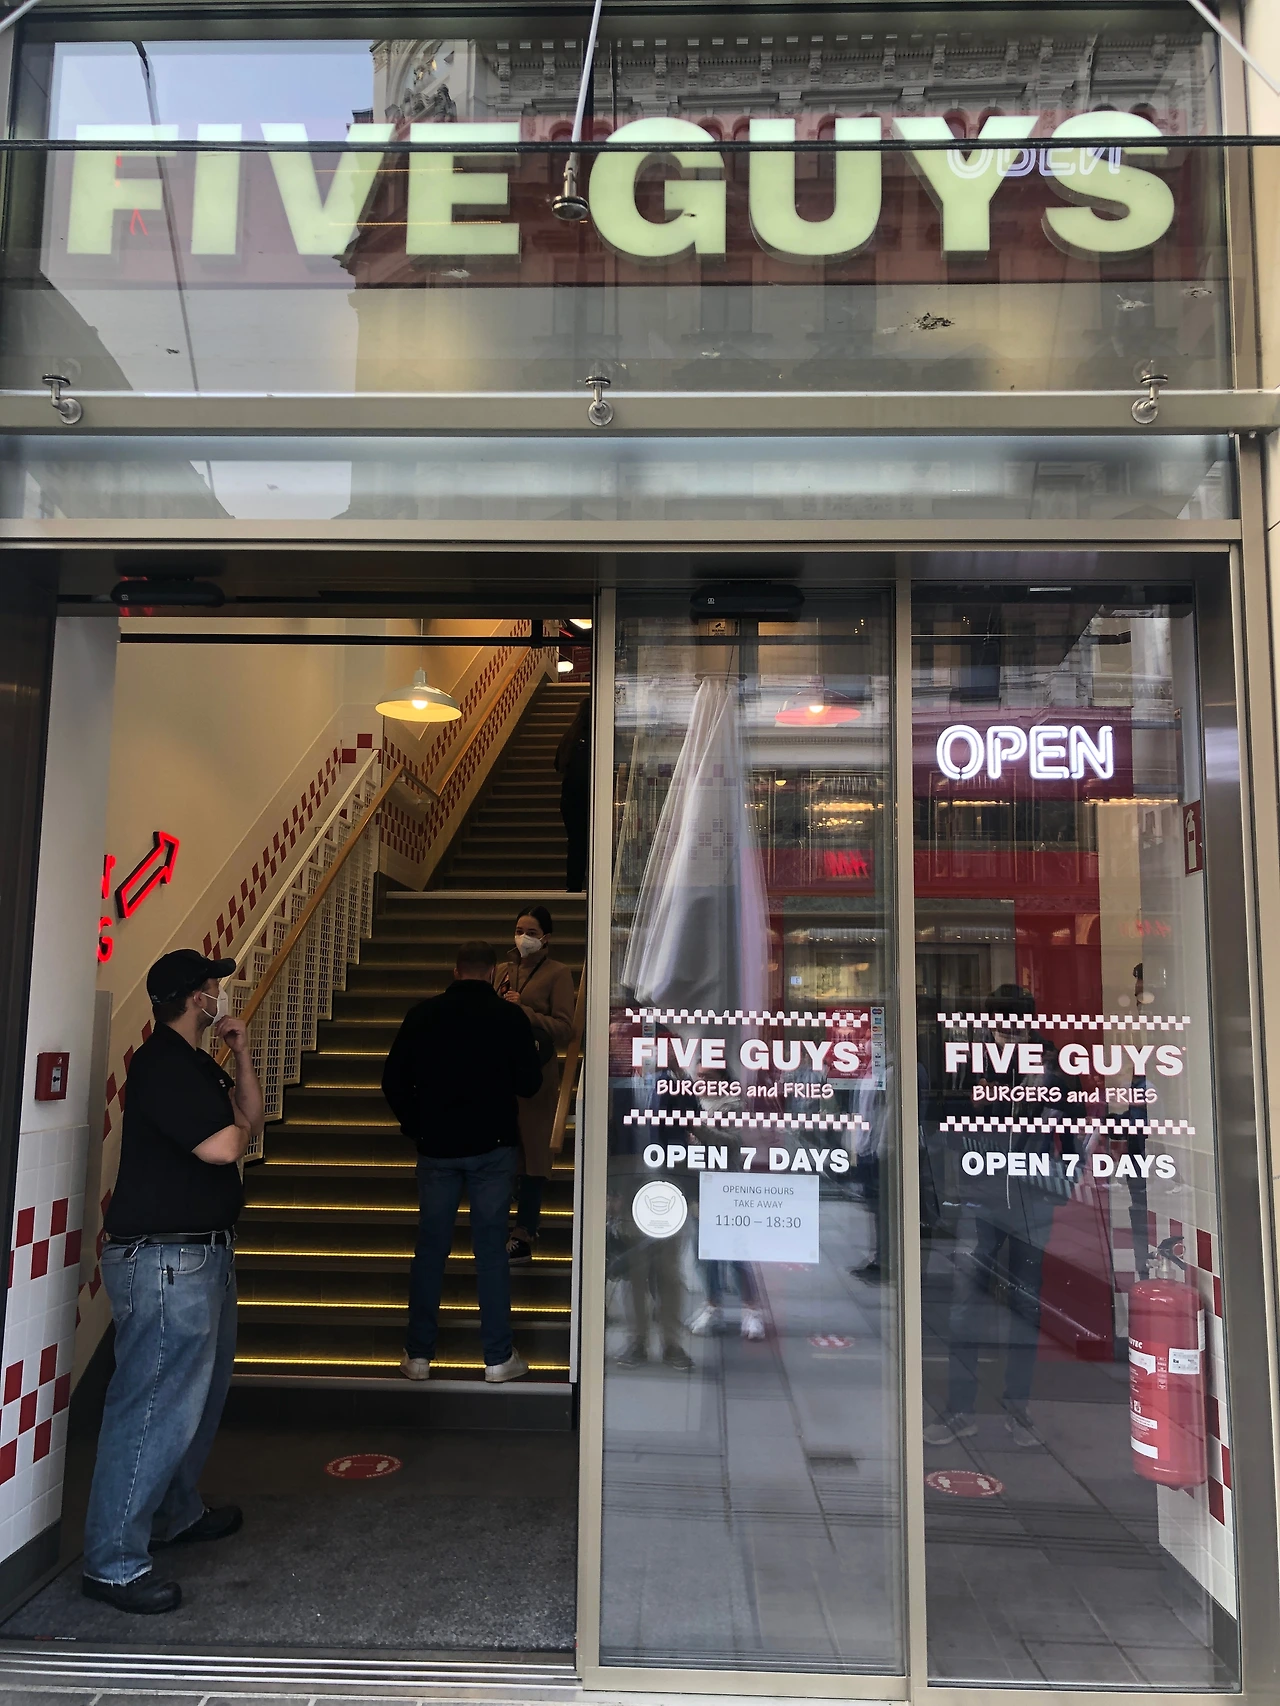 FIVE GUYS
OPEN
FIVE GUYS
BURGERS and FRIES
OPEN 7 DAYS
OPENING HOURS
TAKE AWAY
11:00 – 18:30
FIVE GUYS
BURGERS and FRIES
OPEN 7 DAYS